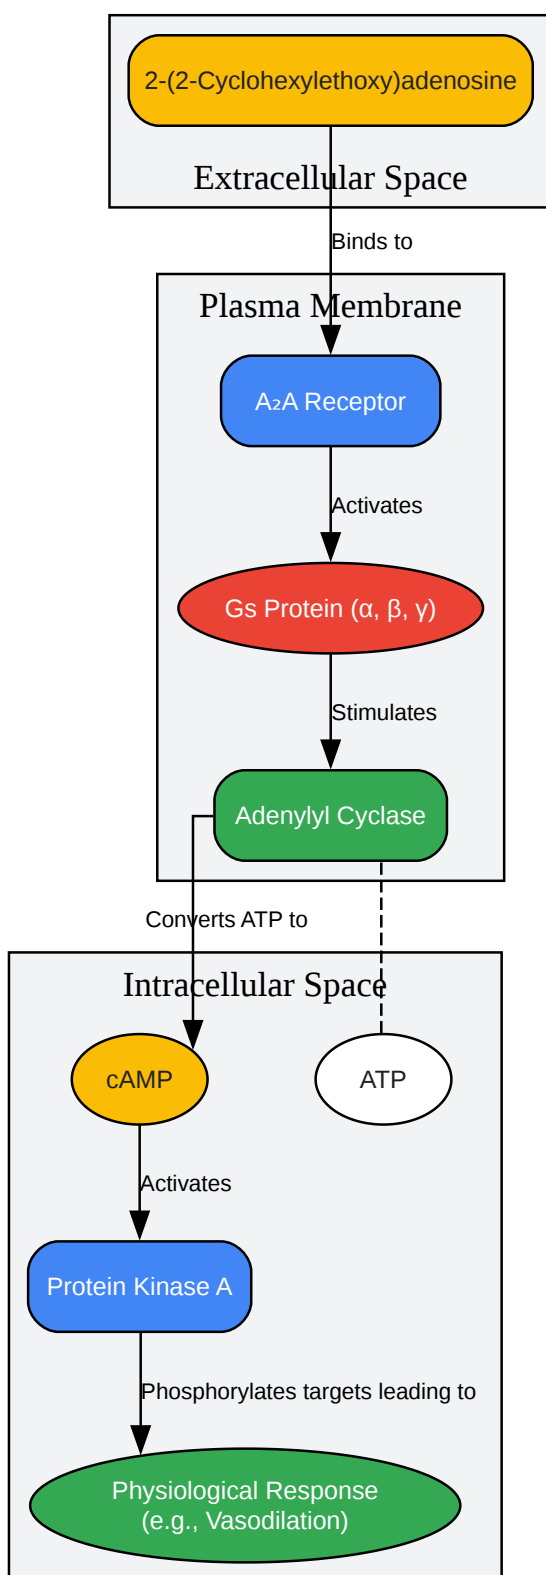 2-(2-Cyclohexylethoxy)adenosine
Extracellular Space
Binds to
Plasma Membrane
A₂A Receptor
Activates
Gs Protein (α, β, γ)
Stimulates
Adenylyl Cyclase
Converts ATP to
Intracellular Space
cAMP
ATP
Activates
Protein Kinase A
Phosphorylates targets leading to
Physiological Response
(e.g., Vasodilation)